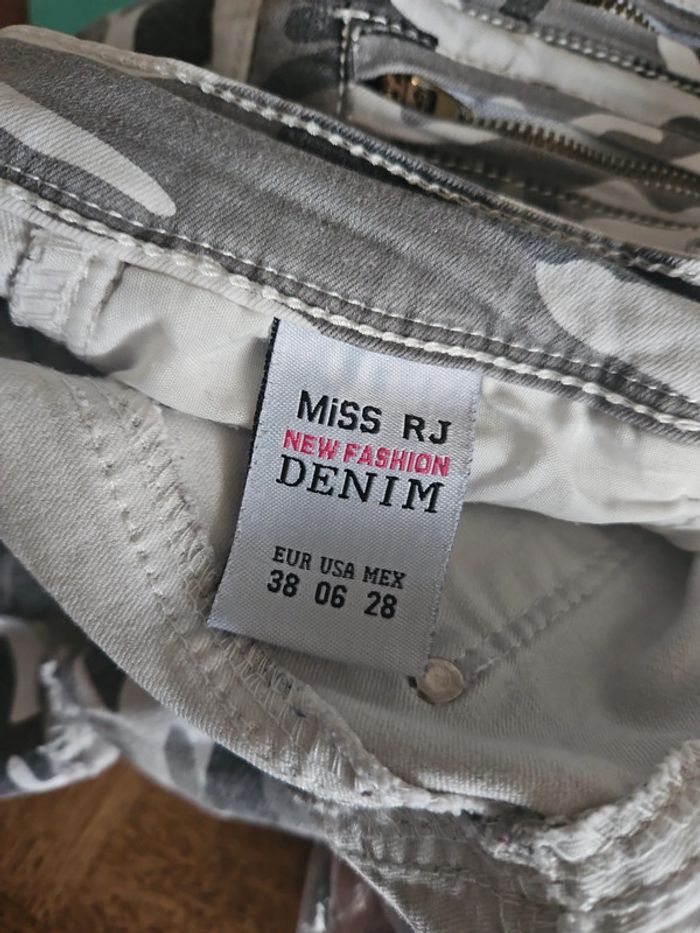 MiSS RJ
NEW FASHION
DENIM
EUR USA MEX
38 06 28